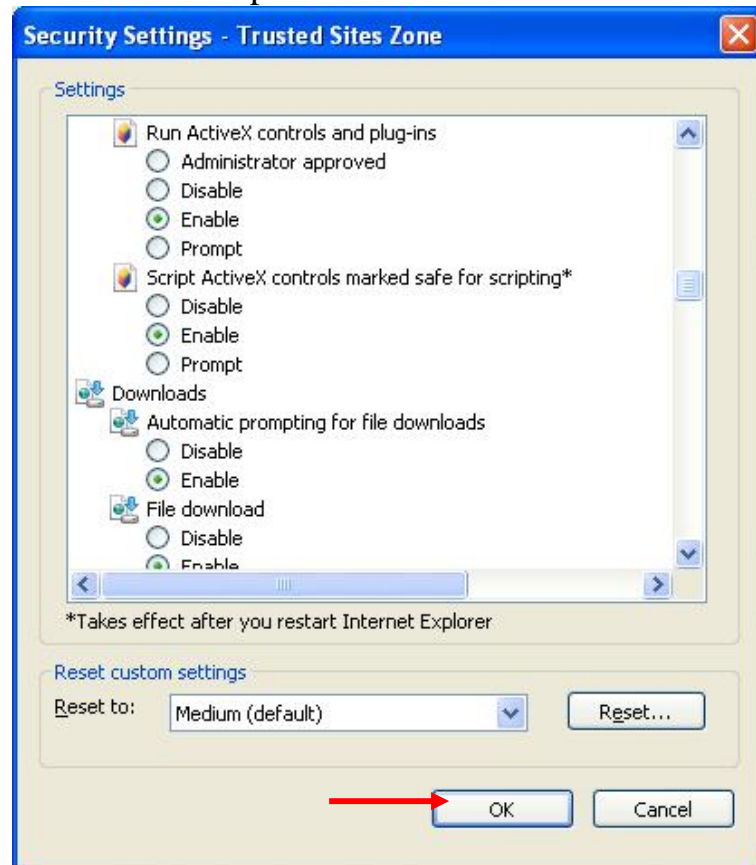 Security Settings - Trusted Sites Zone
Settings
Run ActiveX controls and plug-ins
Administrator approved
Disable
Enable
Prompt
Script ActiveX controls marked safe for scripting*
Disable
Enable
Prompt
Downloads
Automatic prompting for file downloads
Disable
Enable
File download
Disable
Enable
*Takes effect after you restart Internet Explorer
Reset custom settings
Reset to:
Medium (default)
Reset...
OK
Cancel